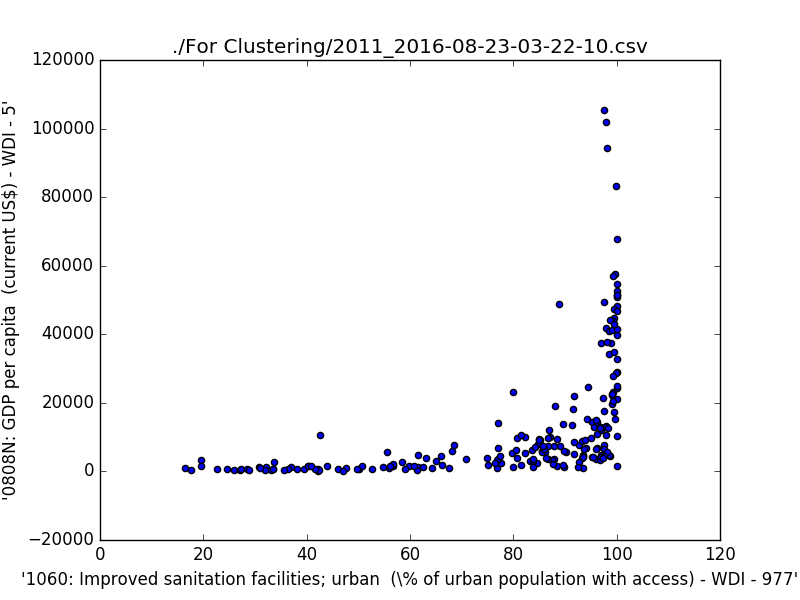 ./For Clustering/2011_2016-08-23-03-22-10.csv
120000
100000
80000
60000
40000
20000
0
−20000
'0808N: GDP per capita  (current US$) - WDI - 5'
0 20 40 60 80 100 120
'1060: Improved sanitation facilities; urban  (\% of urban population with access) - WDI - 977'